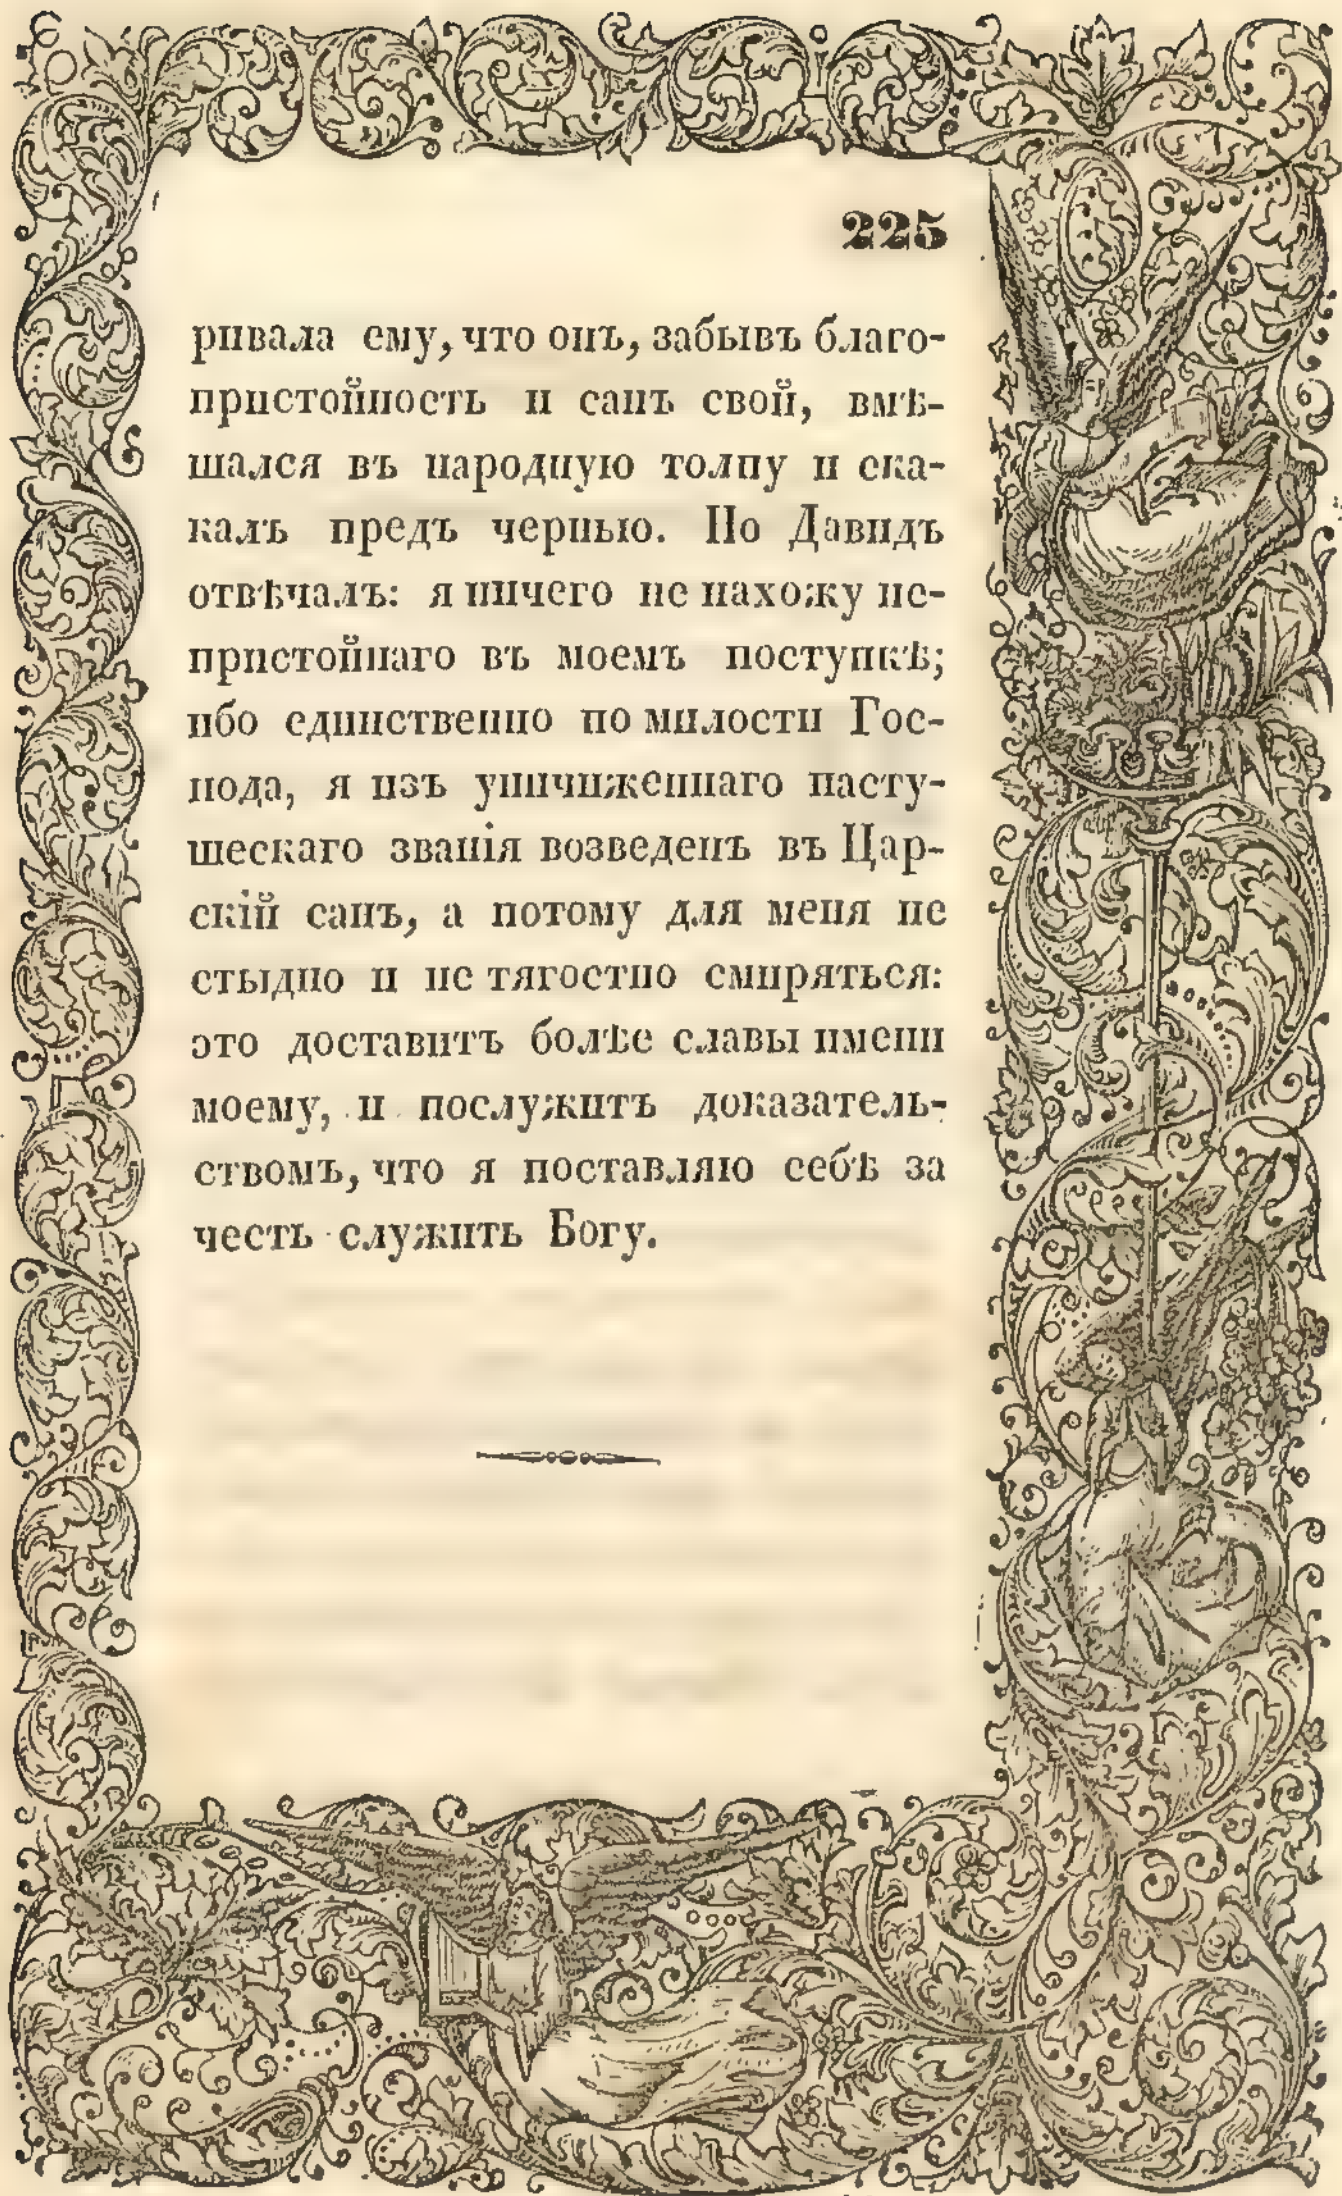 225
ривала ему, что онъ, забывъ благо-
пристойность и санъ свой, вмѣ-
шался въ народную толпу и ска-
калъ предъ чернью. Но Давидъ
отвѣчалъ: я ничего не нахожу не-
пристойнаго въ моемъ поступкѣ;
ибо единственно по милости Гос-
пода, я изъ уничиженнаго пасту-
шескаго званія возведенъ въ Цар-
скій санъ, а потому для меня не
стыдно и не тягостно смиряться:
это доставитъ болѣе славы имени
моему, и послужитъ доказатель-
ствомъ, что я поставляю себѣ за
честь служить Богу.